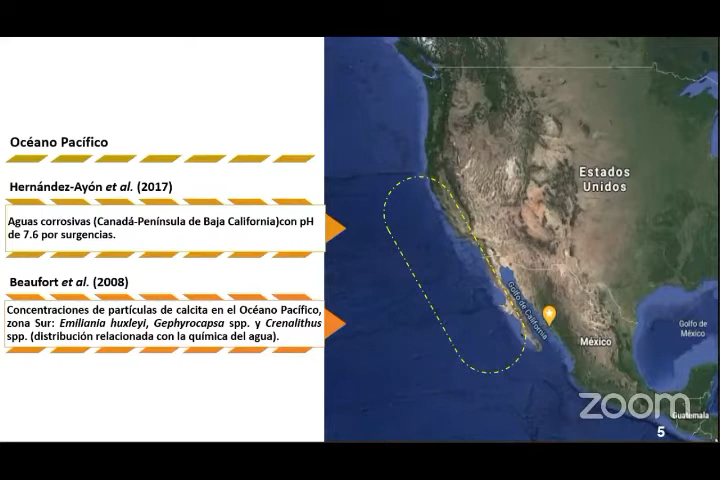 Océano Pacífico
Hernández-Ayón et al. (2017)
Aguas corrosivas (Canadá-Península de Baja California)con pH
de 7.6 por surgencias.
Beaufort et al. (2008)
Concentraciones de partículas de calcita en el Océano Pacífico,
zona Sur: Emiliania huxleyi, Gephyrocapsa spp. y Crenalithus
spp. (distribución relacionada con la química del agua).
Estados
Unidos
Golfo de California
Golfo de
México
México
zoom
Guatemala
5